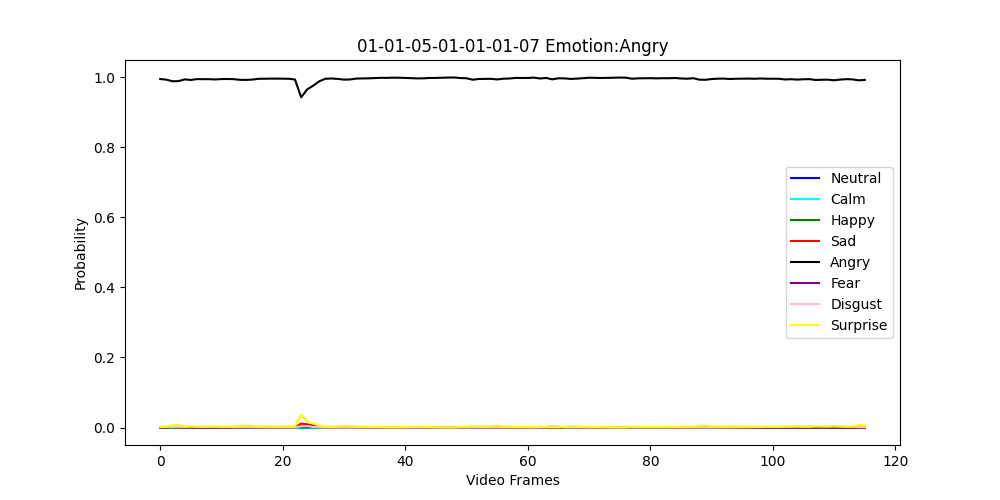 01-01-05-01-01-01-07 Emotion:Angry
1.0
0.8
0.6
0.4
0.2
0.0
Probability
Neutral
Calm
Happy
Sad
Angry
Fear
Disgust
Surprise
0 20 40 60 80 100 120
Video Frames